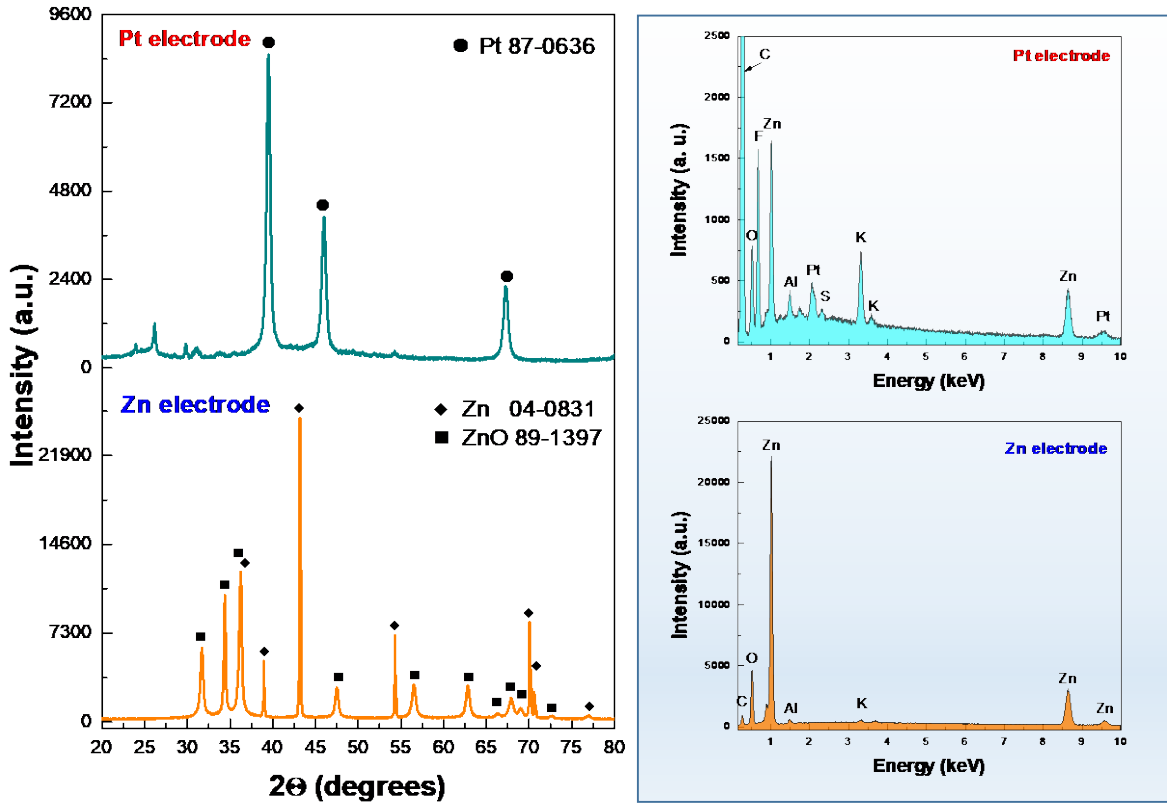 9600
7200
4800
2400
0
Pt electrode
● Pt 87-0636
Intensity (a.u.)
Zn electrode
◆ Zn 04-0831
■ ZnO 89-1397
21900
14600
7300
0
20 25 30 35 40 45 50 55 60 65 70 75 80
2Θ (degrees)
Pt electrode
Intensity (a. u.)
2500
2000
1500
1000
500
0
C
F
Zn
O
Al
Pt
S
K
K
Zn
Pt
1 2 3 4 5 6 7 8 9 10
Energy (keV)
Zn electrode
Intensity (a.u.)
25000
20000
15000
10000
5000
0
Zn
O
C
Al
K
Zn
Zn
1 2 3 4 5 6 7 8 9 10
Energy (keV)